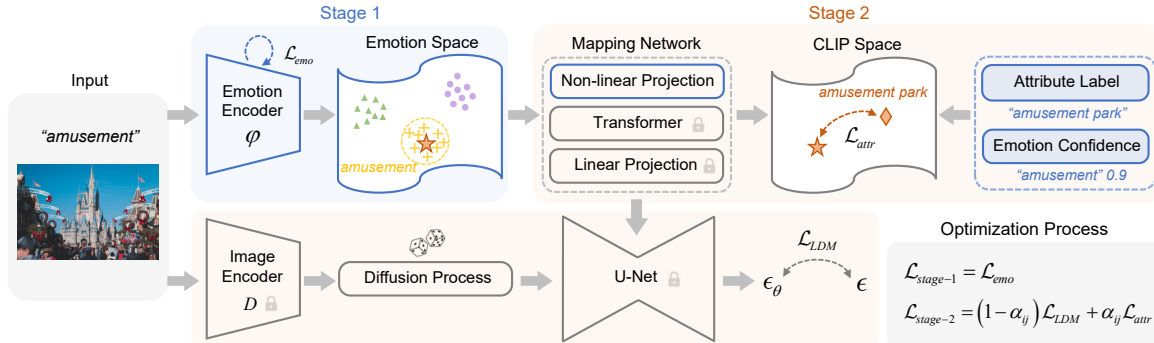 Stage 1
Stage 2
Input
"amusement"
Emotion
Encoder
φ
ℒemo
Emotion Space
amusement
Mapping Network
Non-linear Projection
Transformer
Linear Projection
CLIP Space
amusement park
ℒattr
Attribute Label
"amusement park"
Emotion Confidence
"amusement" 0.9
Image
Encoder
D
Diffusion Process
U-Net
ℒLDM
ϵθ ϵ
Optimization Process
ℒstage−1 = ℒemo
ℒstage−2 = (1−αij) ℒLDM + αij ℒattr